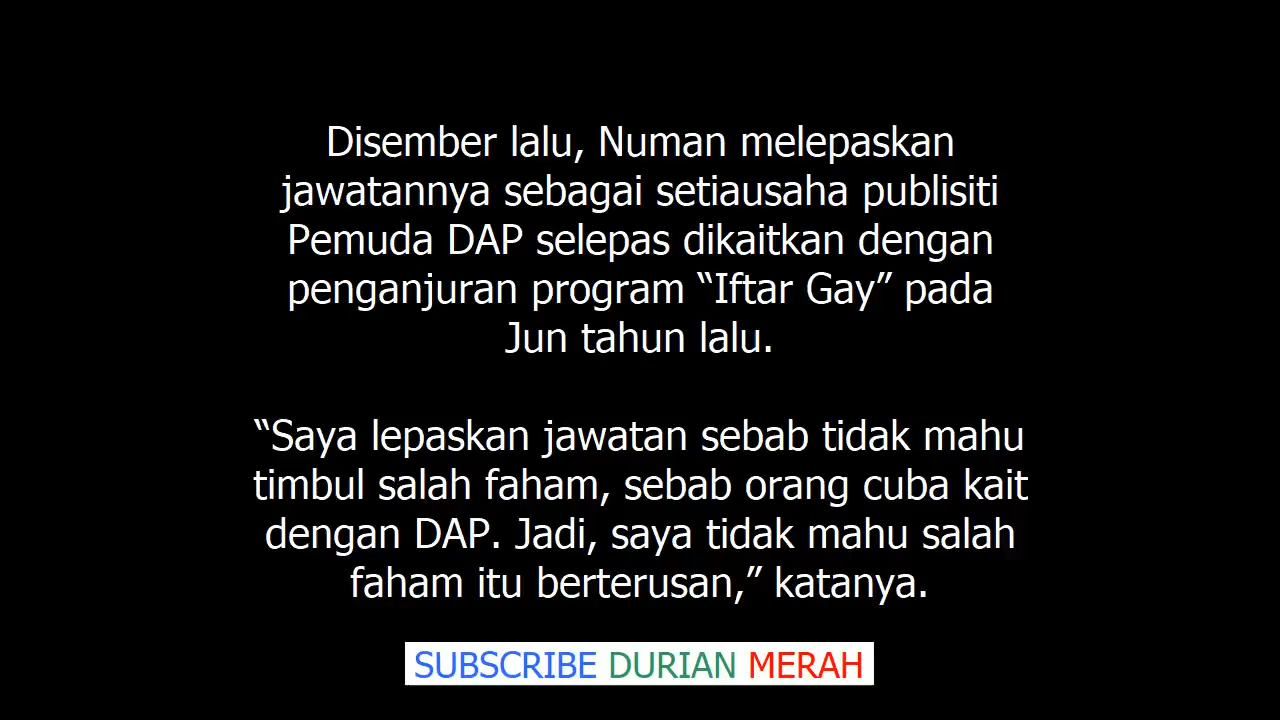 Disember lalu, Numan melepaskan
jawatannya sebagai setiausaha publisiti
Pemuda DAP selepas dikaitkan dengan
penganjuran program “Iftar Gay” pada
Jun tahun lalu.
“Saya lepaskan jawatan sebab tidak mahu
timbul salah faham, sebab orang cuba kait
dengan DAP. Jadi, saya tidak mahu salah
faham itu berterusan,” katanya.
SUBSCRIBE DURIAN MERAH